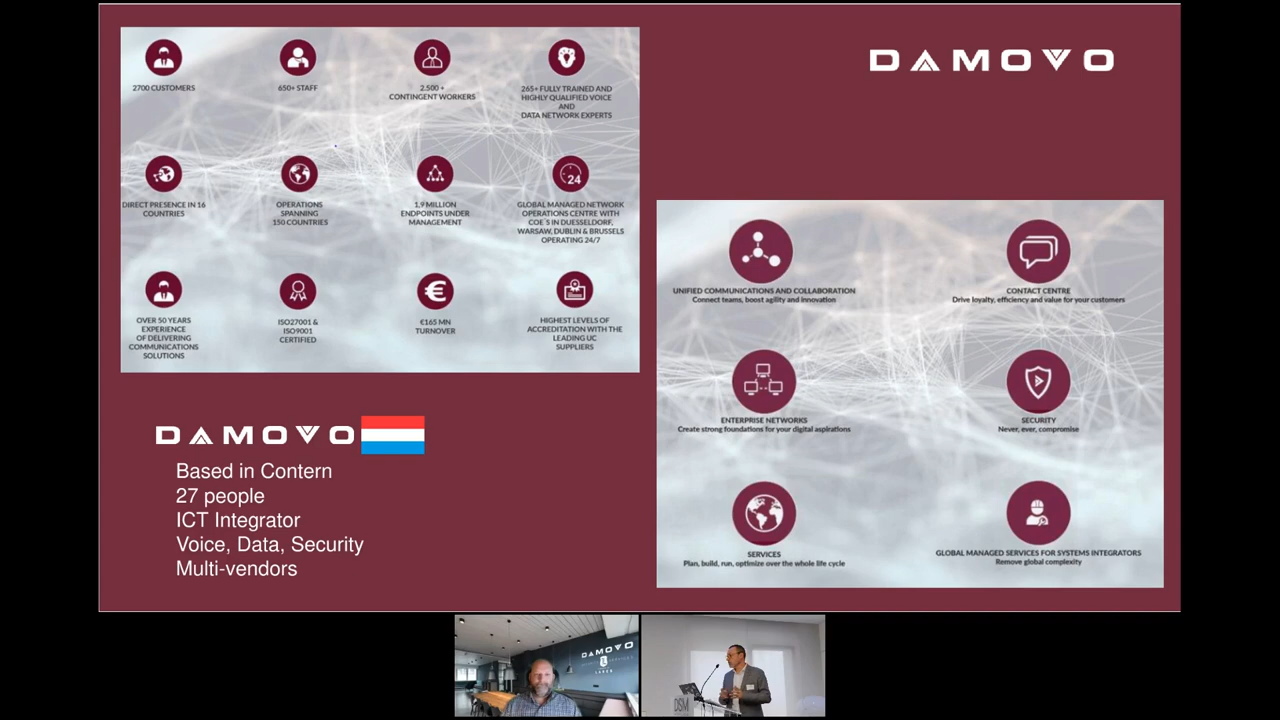 DAMOVO
2700 CUSTOMERS
650+ STAFF
2.500 +
CONTINGENT WORKERS
265+ FULLY TRAINED AND
HIGHLY QUALIFIED VOICE
AND
DATA NETWORK EXPERTS
DIRECT PRESENCE IN 16
COUNTRIES
OPERATIONS
SPANNING
150 COUNTRIES
1,9 MILLION
ENDPOINTS UNDER
MANAGEMENT
24
GLOBAL MANAGED NETWORK
OPERATIONS CENTRE WITH
COE´S IN DUESSELDORF,
WARSAW, DUBLIN & BRUSSELS
OPERATING 24/7
OVER 50 YEARS
EXPERIENCE
OF DELIVERING
COMMUNICATIONS
SOLUTIONS
ISO27001 &
ISO9001
CERTIFIED
€
€165 MN
TURNOVER
HIGHEST LEVELS OF
ACCREDITATION WITH THE
LEADING UC
SUPPLIERS
DAMOVO
Based in Contern
27 people
ICT Integrator
Voice, Data, Security
Multi-vendors
UNIFIED COMMUNICATIONS AND COLLABORATION
Connect teams, boost agility and innovation
CONTACT CENTRE
Drive loyalty, efficiency and value for your customers
ENTERPRISE NETWORKS
Create strong foundations for your digital aspirations
SECURITY
Never, ever, compromise
SERVICES
Plan, build, run, optimize over the whole life cycle
GLOBAL MANAGED SERVICES FOR SYSTEMS INTEGRATORS
Remove global complexity
DAMOVO
DSM